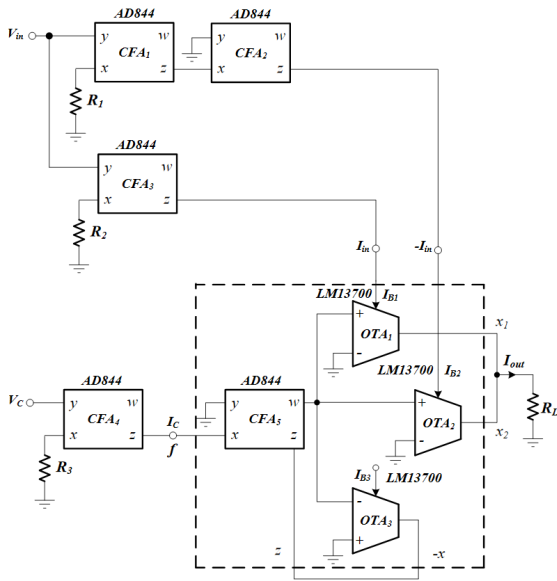 AD844 AD844
V_in y w y w
CFA_1 CFA_2
x z x z
R_1
AD844
y w
CFA_3
x z
R_2
I_in -I_in
LM13700 I_B1
+ x_1
OTA_1
-
LM13700 I_B2 I_out
AD844 AD844
V_C y w y w +
CFA_4 I_C CFA_5 OTA_2 R_L
x z f x z - x_2
R_3
I_B3 LM13700
-
OTA_3
+
z -x